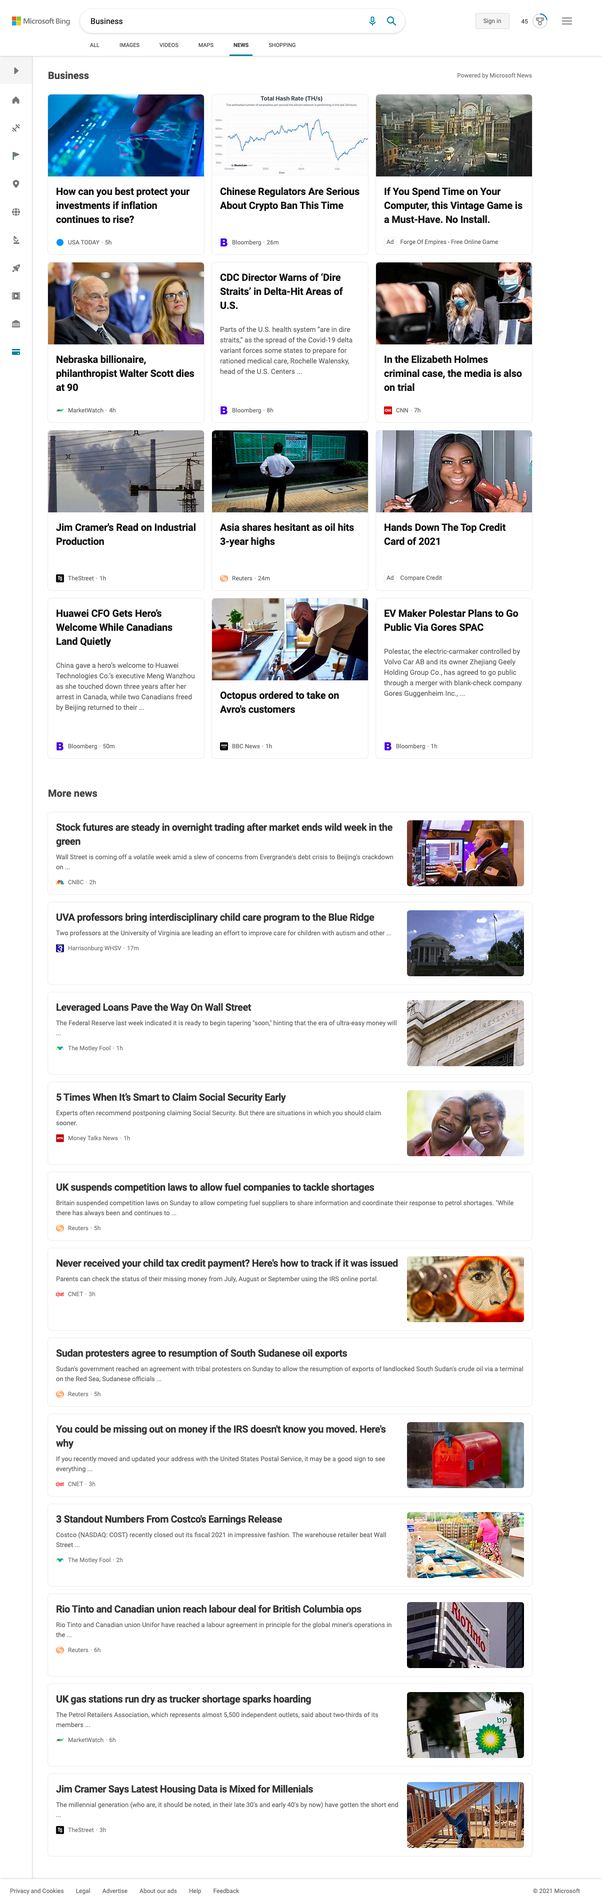 Microsoft Bing
Business
Sign in
45
ALL
IMAGES
VIDEOS
MAPS
NEWS
SHOPPING
Business
Powered by Microsoft News
How can you best protect your
investments if inflation
continues to rise?
USA TODAY · 5h
Total Hash Rate (TH/s)
Chinese Regulators Are Serious
About Crypto Ban This Time
Bloomberg · 26m
If You Spend Time on Your
Computer, this Vintage Game is
a Must-Have. No Install.
Ad Forge Of Empires - Free Online Game
Nebraska billionaire,
philanthropist Walter Scott dies
at 90
MarketWatch · 4h
CDC Director Warns of ‘Dire
Straits’ in Delta-Hit Areas of
U.S.
Parts of the U.S. health system “are in dire
straits,” as the spread of the Covid-19 delta
variant forces some states to prepare for
rationed medical care, Rochelle Walensky,
head of the U.S. Centers ...
Bloomberg · 8h
In the Elizabeth Holmes
criminal case, the media is also
on trial
CNN · 7h
Jim Cramer's Read on Industrial
Production
TheStreet · 1h
Asia shares hesitant as oil hits
3-year highs
Reuters · 24m
Hands Down The Top Credit
Card of 2021
Ad Compare Credit
Huawei CFO Gets Hero’s
Welcome While Canadians
Land Quietly
China gave a hero’s welcome to Huawei
Technologies Co.’s executive Meng Wanzhou
as she touched down three years after her
arrest in Canada, while two Canadians freed
by Beijing returned to their ...
Bloomberg · 50m
Octopus ordered to take on
Avro's customers
BBC News · 1h
EV Maker Polestar Plans to Go
Public Via Gores SPAC
Polestar, the electric-carmaker controlled by
Volvo Car AB and its owner Zhejiang Geely
Holding Group Co., has agreed to go public
through a merger with blank-check company
Gores Guggenheim Inc., ...
Bloomberg · 1h
More news
Stock futures are steady in overnight trading after market ends wild week in the
green
Wall Street is coming off a volatile week amid a slew of concerns from Evergrande's debt crisis to Beijing's crackdown
on ...
CNBC · 2h
UVA professors bring interdisciplinary child care program to the Blue Ridge
Two professors at the University of Virginia are leading an effort to improve care for children with autism and other ...
Harrisonburg WHSV · 17m
Leveraged Loans Pave the Way On Wall Street
The Federal Reserve last week indicated it is ready to begin tapering "soon," hinting that the era of ultra-easy money will
...
The Motley Fool · 1h
5 Times When It’s Smart to Claim Social Security Early
Experts often recommend postponing claiming Social Security. But there are situations in which you should claim
sooner.
Money Talks News · 1h
UK suspends competition laws to allow fuel companies to tackle shortages
Britain suspended competition laws on Sunday to allow competing fuel suppliers to share information and coordinate their response to petrol shortages. "While
there has always been and continues to ...
Reuters · 5h
Never received your child tax credit payment? Here's how to track if it was issued
Parents can check the status of their missing money from July, August or September using the IRS online portal.
CNET · 3h
Sudan protesters agree to resumption of South Sudanese oil exports
Sudan's government reached an agreement with tribal protesters on Sunday to allow the resumption of exports of landlocked South Sudan's crude oil via a terminal
on the Red Sea, Sudanese officials ...
Reuters · 5h
You could be missing out on money if the IRS doesn't know you moved. Here's
why
If you recently moved and updated your address with the United States Postal Service, it may be a good sign to see
everything ...
CNET · 3h
3 Standout Numbers From Costco's Earnings Release
Costco (NASDAQ: COST) recently closed out its fiscal 2021 in impressive fashion. The warehouse retailer beat Wall
Street ...
The Motley Fool · 2h
Rio Tinto and Canadian union reach labour deal for British Columbia ops
Rio Tinto and Canadian union Unifor have reached a labour agreement in principle for the global miner's operations in
the ...
Reuters · 6h
RioTinto
UK gas stations run dry as trucker shortage sparks hoarding
The Petrol Retailers Association, which represents almost 5,500 independent outlets, said about two-thirds of its
members ...
MarketWatch · 6h
bp
Jim Cramer Says Latest Housing Data is Mixed for Millenials
The millennial generation (who are, it should be noted, in their late 30's and early 40's by now) have gotten the short end
...
TheStreet · 3h
Privacy and Cookies
Legal
Advertise
About our ads
Help
Feedback
© 2021 Microsoft